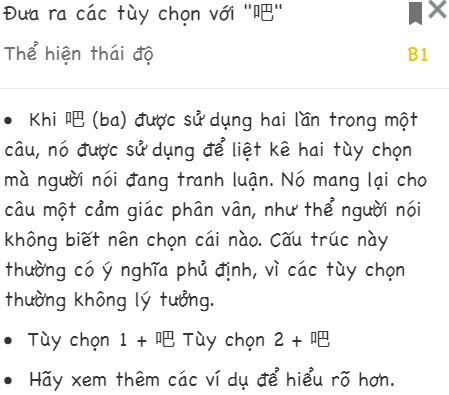 Đưa ra các tùy chọn với "吧"
Thể hiện thái độ B1
• Khi 吧 (ba) được sử dụng hai lần trong một
câu, nó được sử dụng để liệt kê hai tùy chọn
mà người nói đang tranh luận. Nó mang lại cho
câu một cảm giác phân vân, như thể người nói
không biết nên chọn cái nào. Cấu trúc này
thường có ý nghĩa phủ định, vì các tùy chọn
thường không lý tưởng.
• Tùy chọn 1 + 吧 Tùy chọn 2 + 吧
• Hãy xem thêm các ví dụ để hiểu rõ hơn.